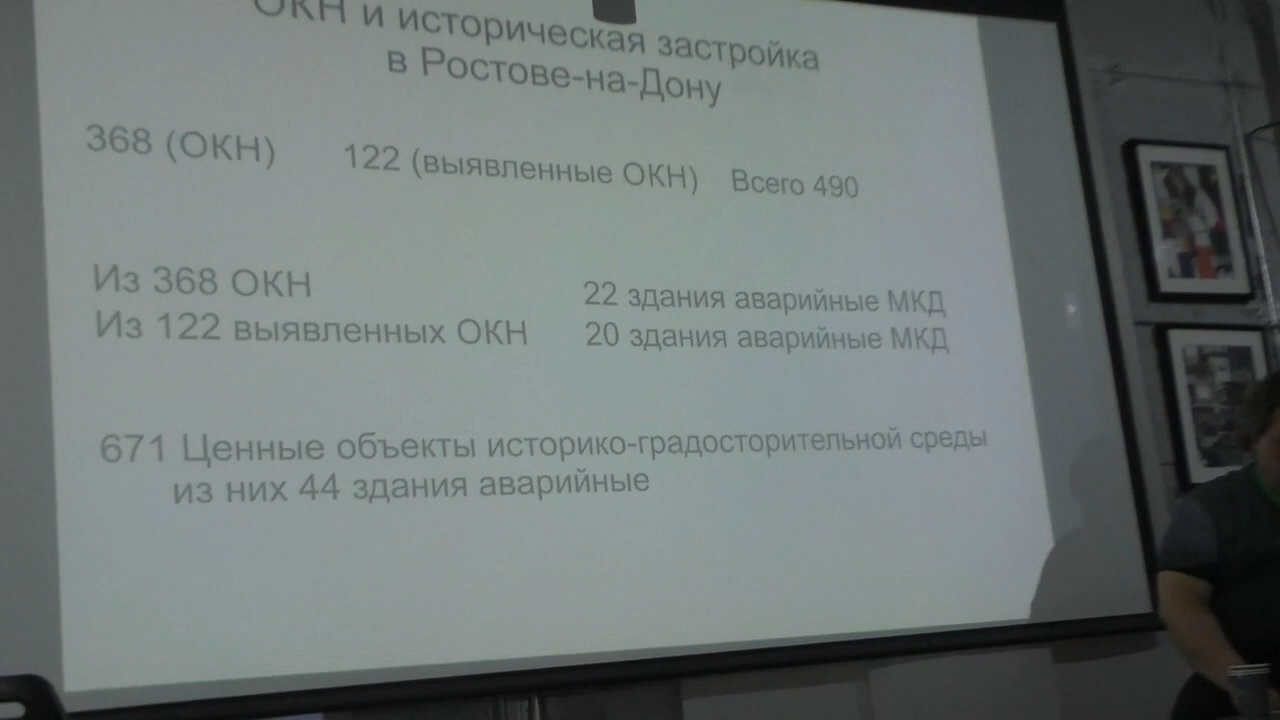 ОКН и историческая застройка
в Ростове-на-Дону
368 (ОКН) 122 (выявленные ОКН) Всего 490
Из 368 ОКН 22 здания аварийные МКД
Из 122 выявленных ОКН 20 здания аварийные МКД
671 Ценные объекты историко-градосторительной среды
из них 44 здания аварийные